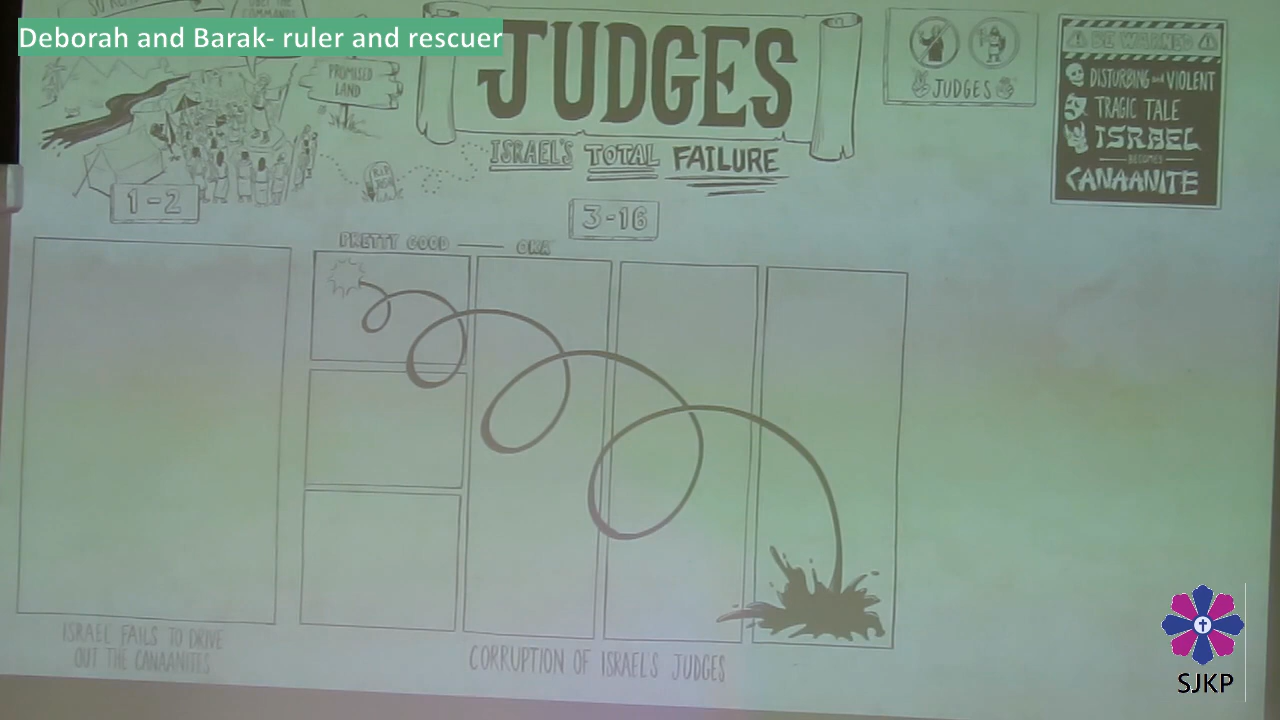 Deborah and Barak- ruler and rescuer
PROMISED
LAND
JUDGES
ISRAEL'S TOTAL FAILURE
JUDGES
BE WARNED
DISTURBING and VIOLENT
TRAGIC TALE
ISRAEL
BECOMES
CANAANITE
1-2
3-16
PRETTY GOOD OKA
ISRAEL FAILS TO DRIVE
OUT THE CANAANITES
CORRUPTION OF ISRAEL'S JUDGES
SJKP